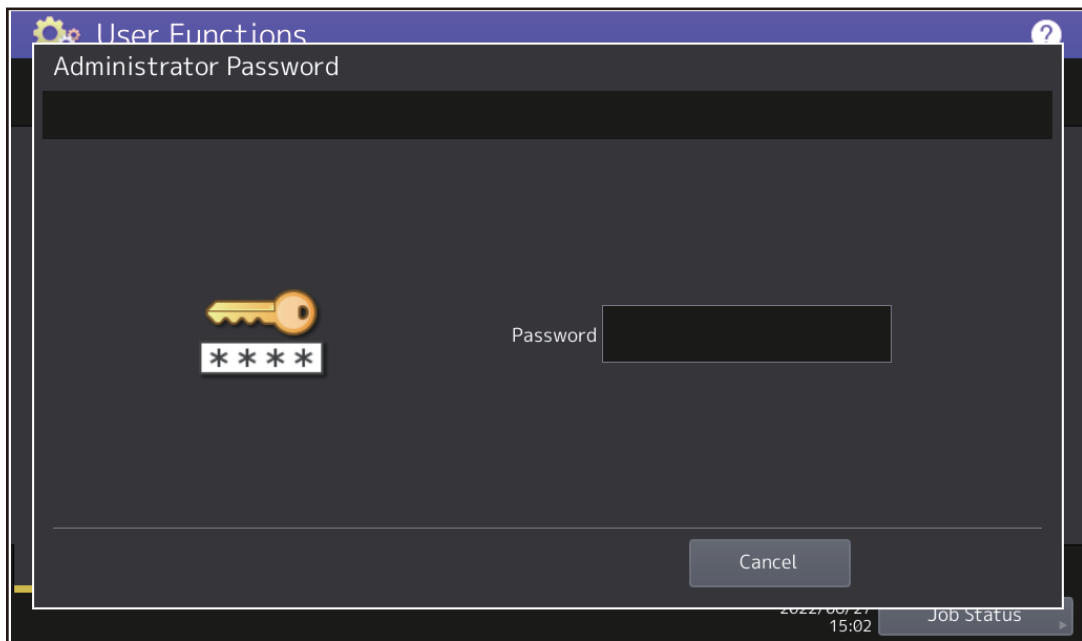 User Functions
?
Administrator Password
Password
* * * *
Cancel
15:02
Job Status